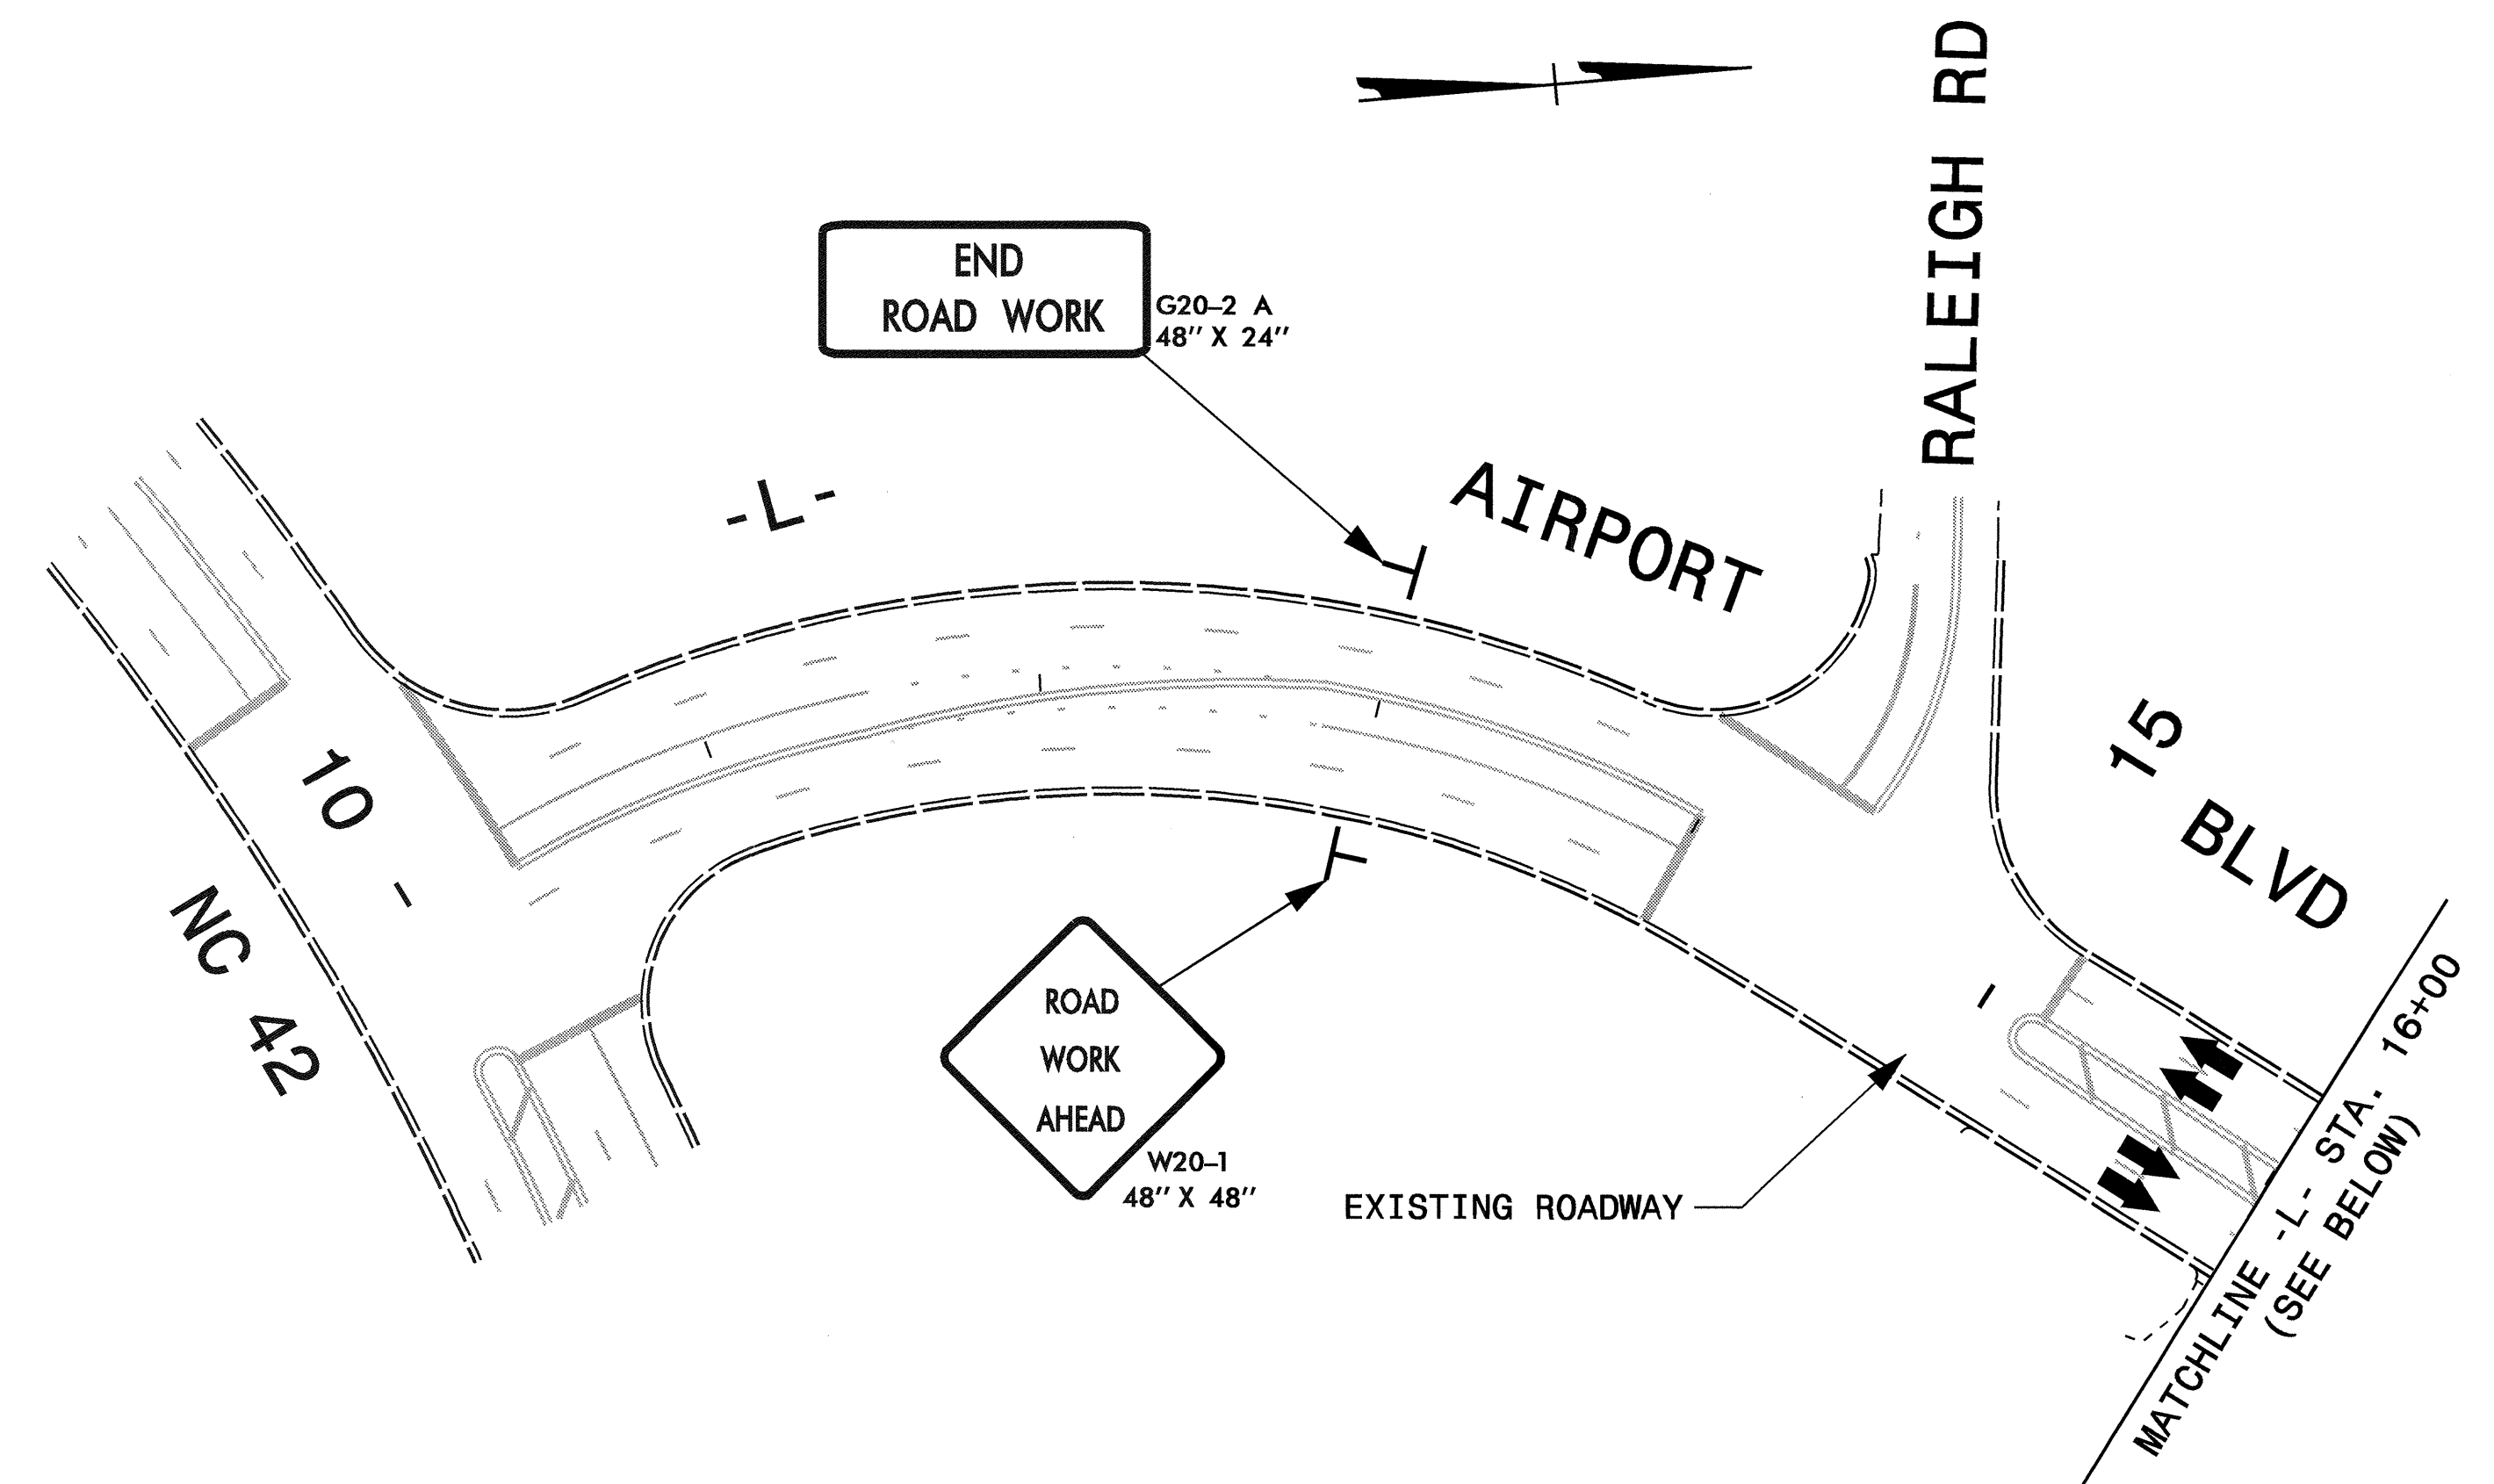 RALEIGH RD
END
ROAD WORK
G20-2 A
48" X 24"
-L-
AIRPORT
15
BLVD
10
NC 42
ROAD
WORK
AHEAD
W20-1
48" X 48"
EXISTING ROADWAY
MATCHLINE -L- STA. 16+00
(SEE BELOW)